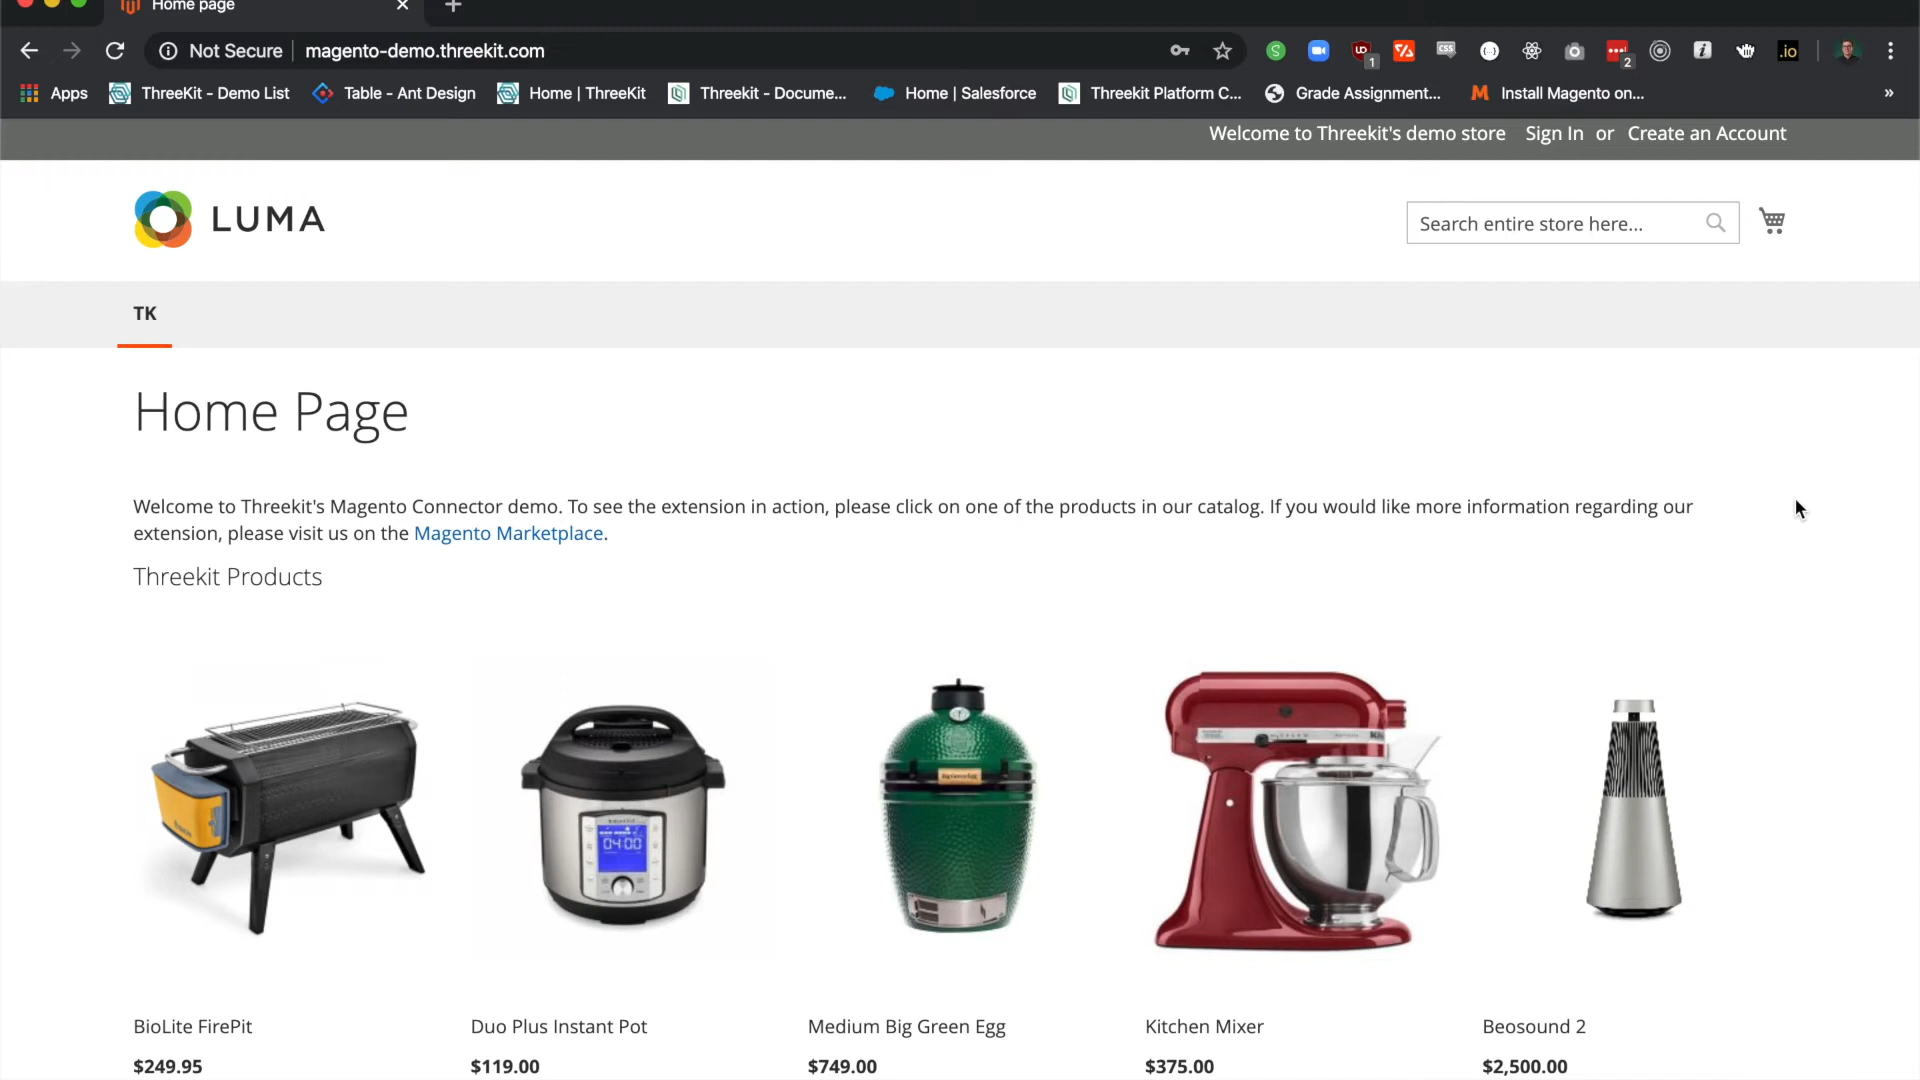 Home page
Not Secure
magento-demo.threekit.com
1
2
.io
Apps
ThreeKit - Demo List
Table - Ant Design
Home | ThreeKit
Threekit - Docume...
Home | Salesforce
Threekit Platform C...
Grade Assignment...
Install Magento on...
»
Welcome to Threekit's demo store
Sign In or Create an Account
LUMA
Search entire store here...
TK
Home Page
Welcome to Threekit's Magento Connector demo. To see the extension in action, please click on one of the products in our catalog. If you would like more information regarding our
extension, please visit us on the Magento Marketplace.
Threekit Products
04:00
BioLite FirePit
Duo Plus Instant Pot
Medium Big Green Egg
Kitchen Mixer
Beosound 2
$249.95
$119.00
$749.00
$375.00
$2,500.00